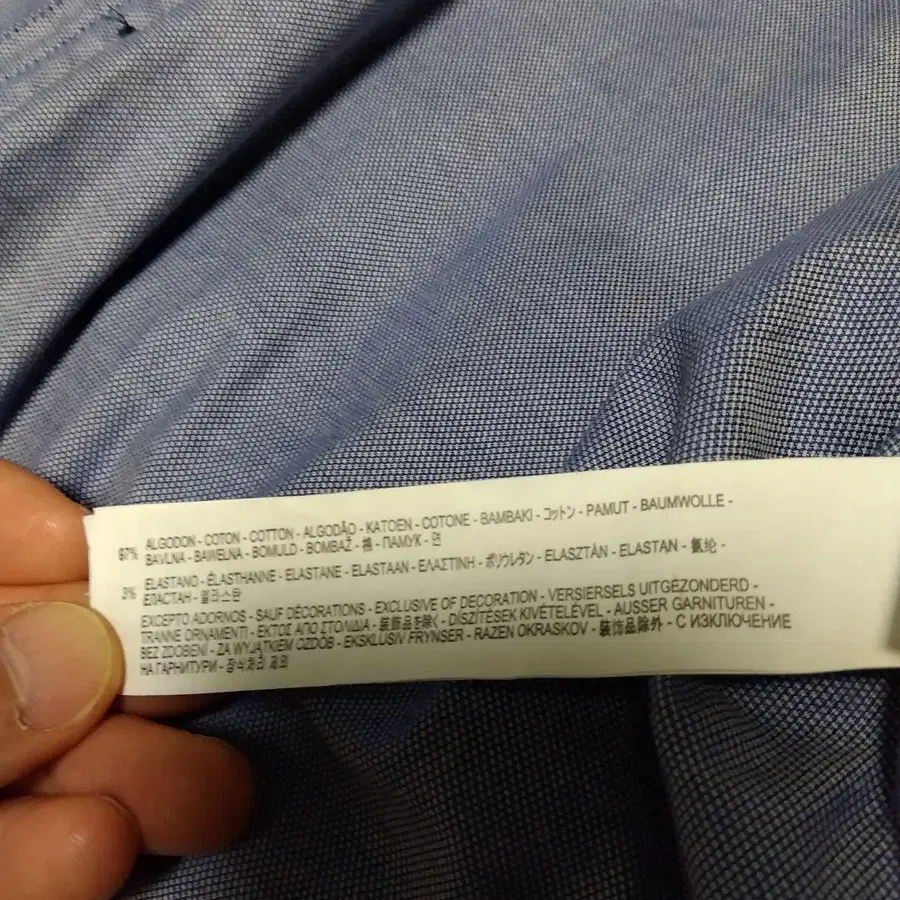 97% ALGODON - COTON - COTTON - ALGODÃO - KATOEN - COTONE - BAMBAKI - コットン - PAMUT - BAUMWOLLE -
BAVLNA - BAWEŁNA - BOMULD - BOMBAŽ - 棉 - ПАМУК - 면
3% ELASTANO - ÉLASTHANNE - ELASTANE - ELASTAAN - ΕΛΑΣΤΙΝΗ - ポリウレタン - ELASZTÁN - ELASTAN - 氨纶 -
ЕЛАСТАН - 엘라스탄
EXCEPTO ADORNOS - SAUF DÉCORATIONS - EXCLUSIVE OF DECORATION - VERSIERSELS UITGEZONDERD -
TRANNE ORNAMENTI - ΕΚΤΟΣ ΑΠΟ ΣΤΟΛΙΔΙΑ - 装飾品を除く - DÍSZÍTÉSEK KIVÉTELÉVEL - AUSSER GARNITUREN -
BEZ ZDOBENÍ - ZA WYJĄTKIEM OZDÓB - EKSKLUSIV FRYNSER - RAZEN OKRASKOV - 装饰品除外 - С ИЗКЛЮЧЕНИЕ
НА ГАРНИТУРИ - 장식처리 제외